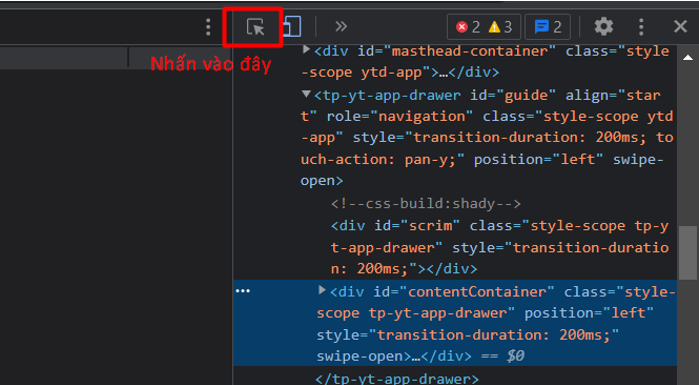 2 3 2
Nhấn vào đây
<div id="masthead-container" class="style
-scope ytd-app">…</div>
<tp-yt-app-drawer id="guide" align="star
t" role="navigation" class="style-scope ytd
-app" style="transition-duration: 200ms; to
uch-action: pan-y;" position="left" swipe-
open>
<!--css-build:shady-->
<div id="scrim" class="style-scope tp-y
t-app-drawer" style="transition-duratio
n: 200ms;"></div>
<div id="contentContainer" class="style-
scope tp-yt-app-drawer" position="left"
style="transition-duration: 200ms;"
swipe-open>…</div> == $0
</tp-yt-app-drawer>